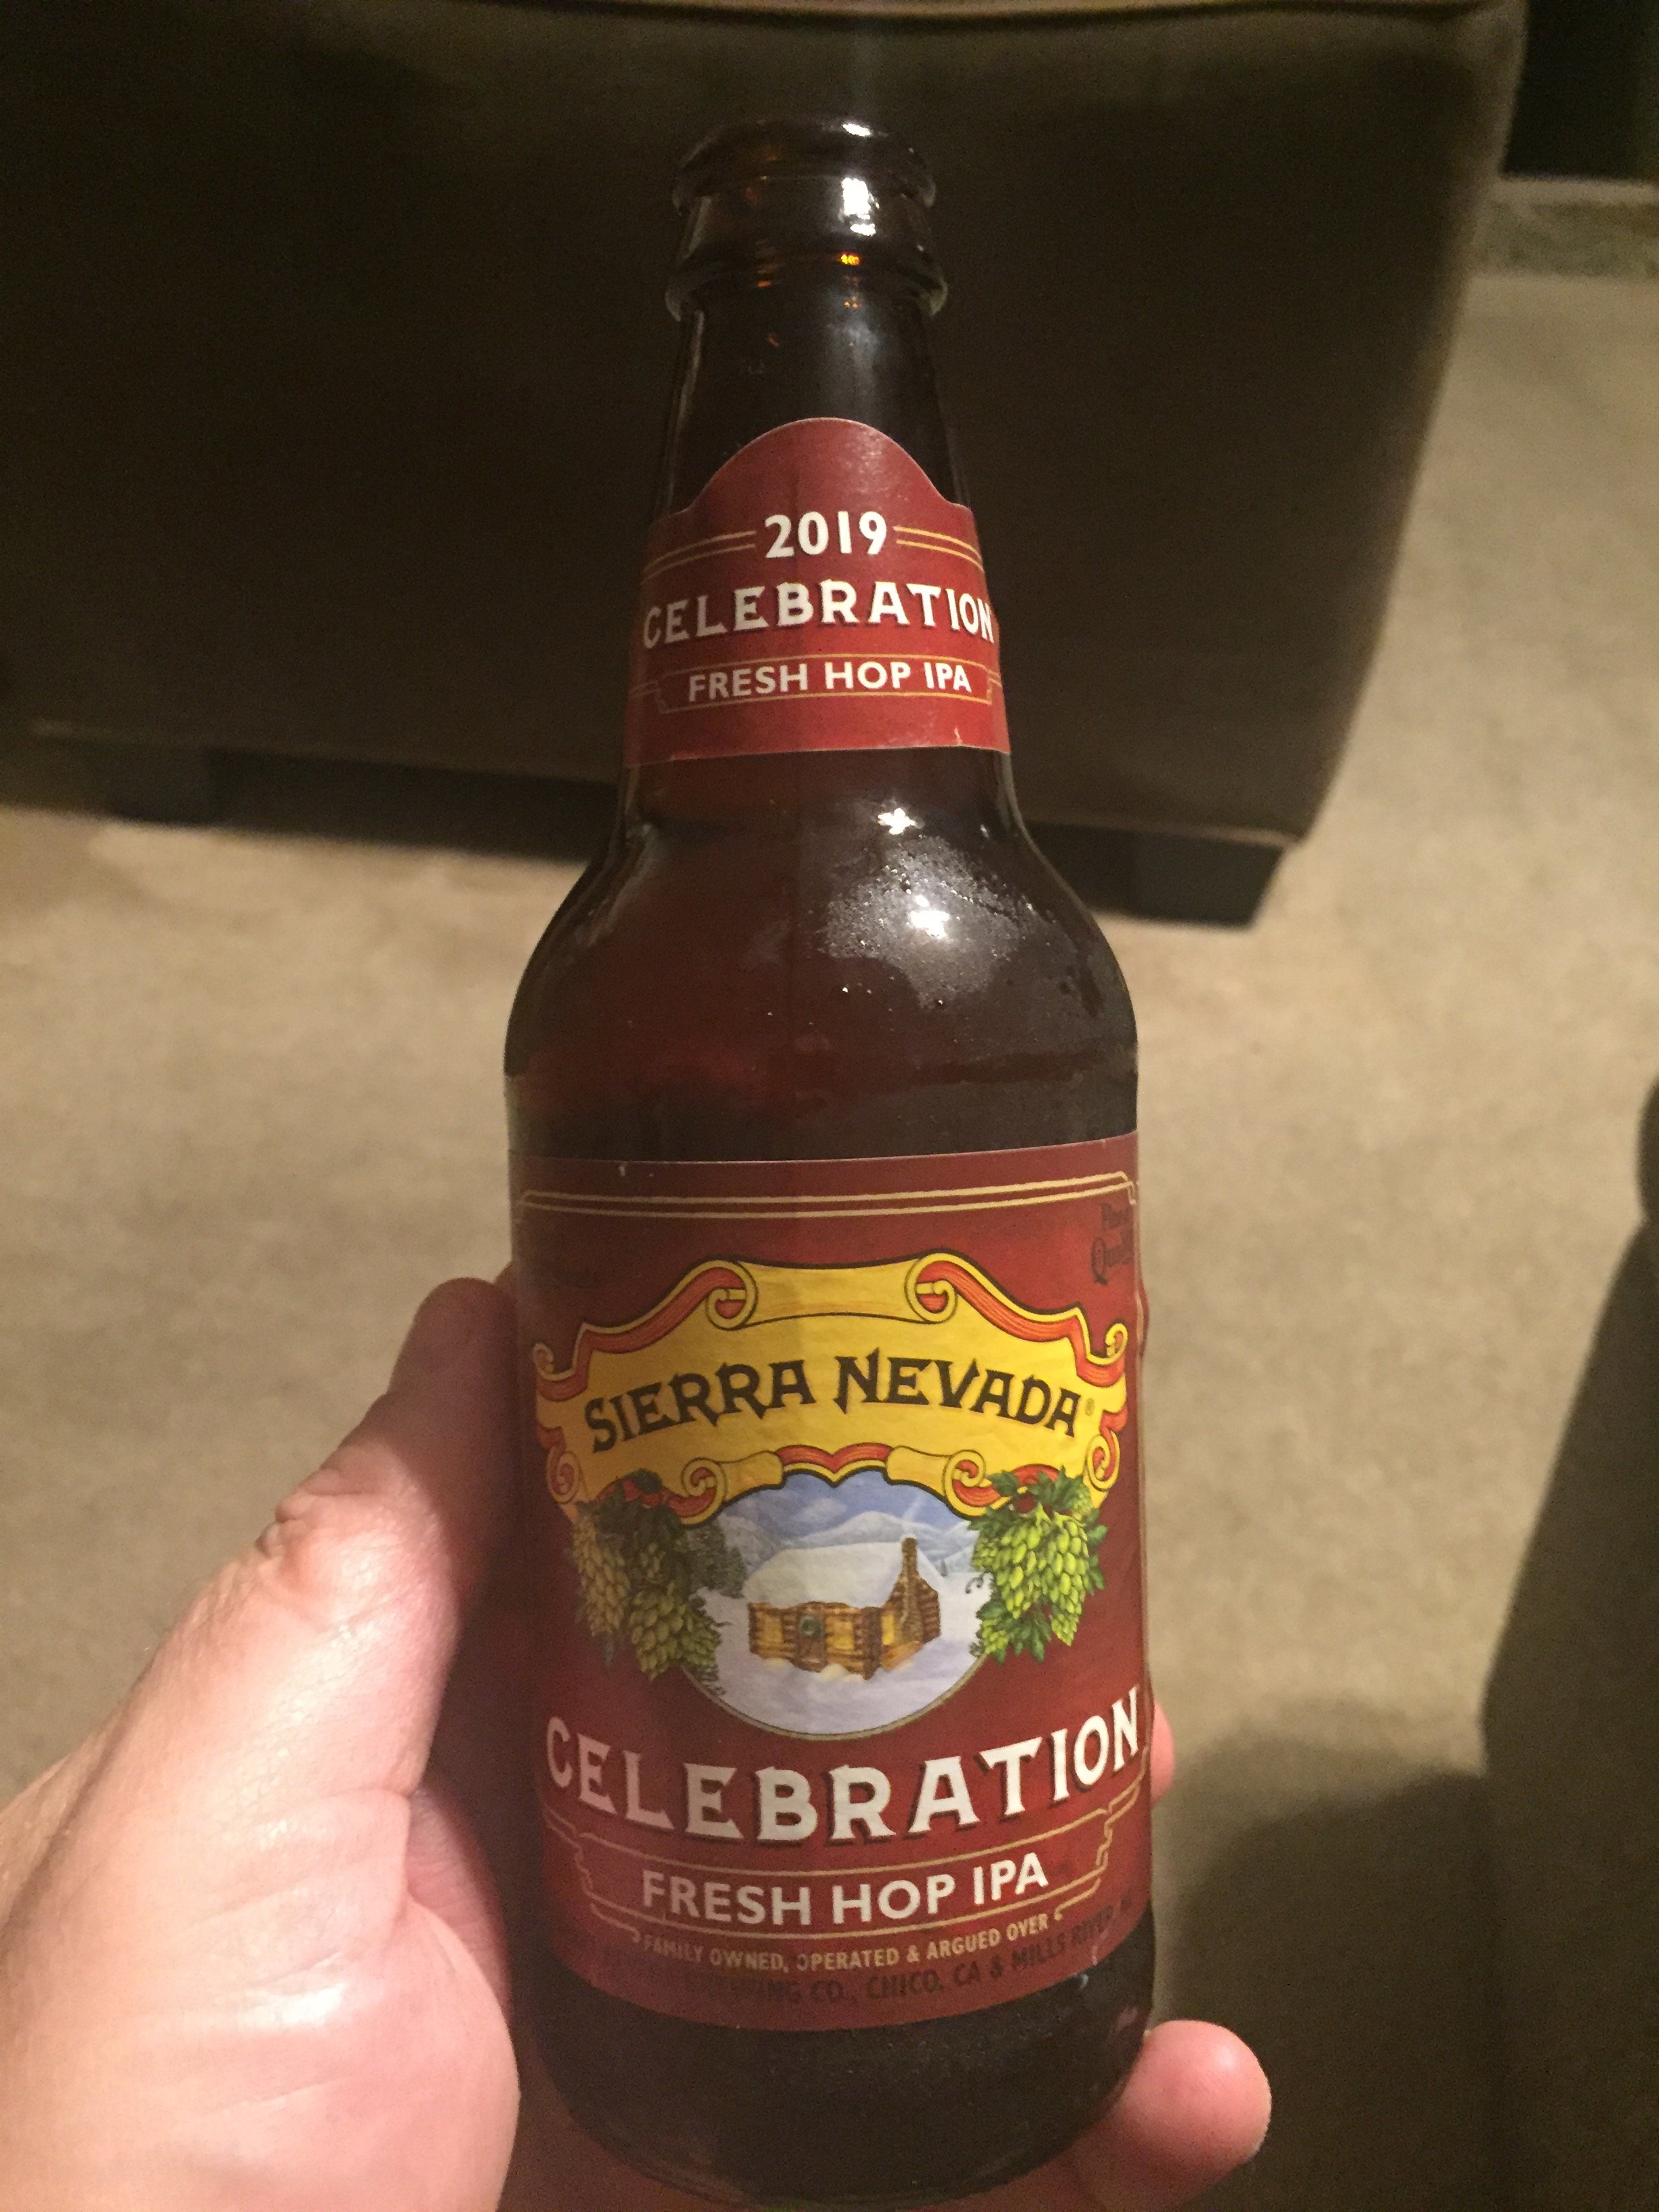 2019
CELEBRATION
FRESH HOP IPA
SIERRA NEVADA®
CELEBRATION
FRESH HOP IPA
FAMILY OWNED, OPERATED & ARGUED OVER
CO., CHICO, CA & MILLS RIVER